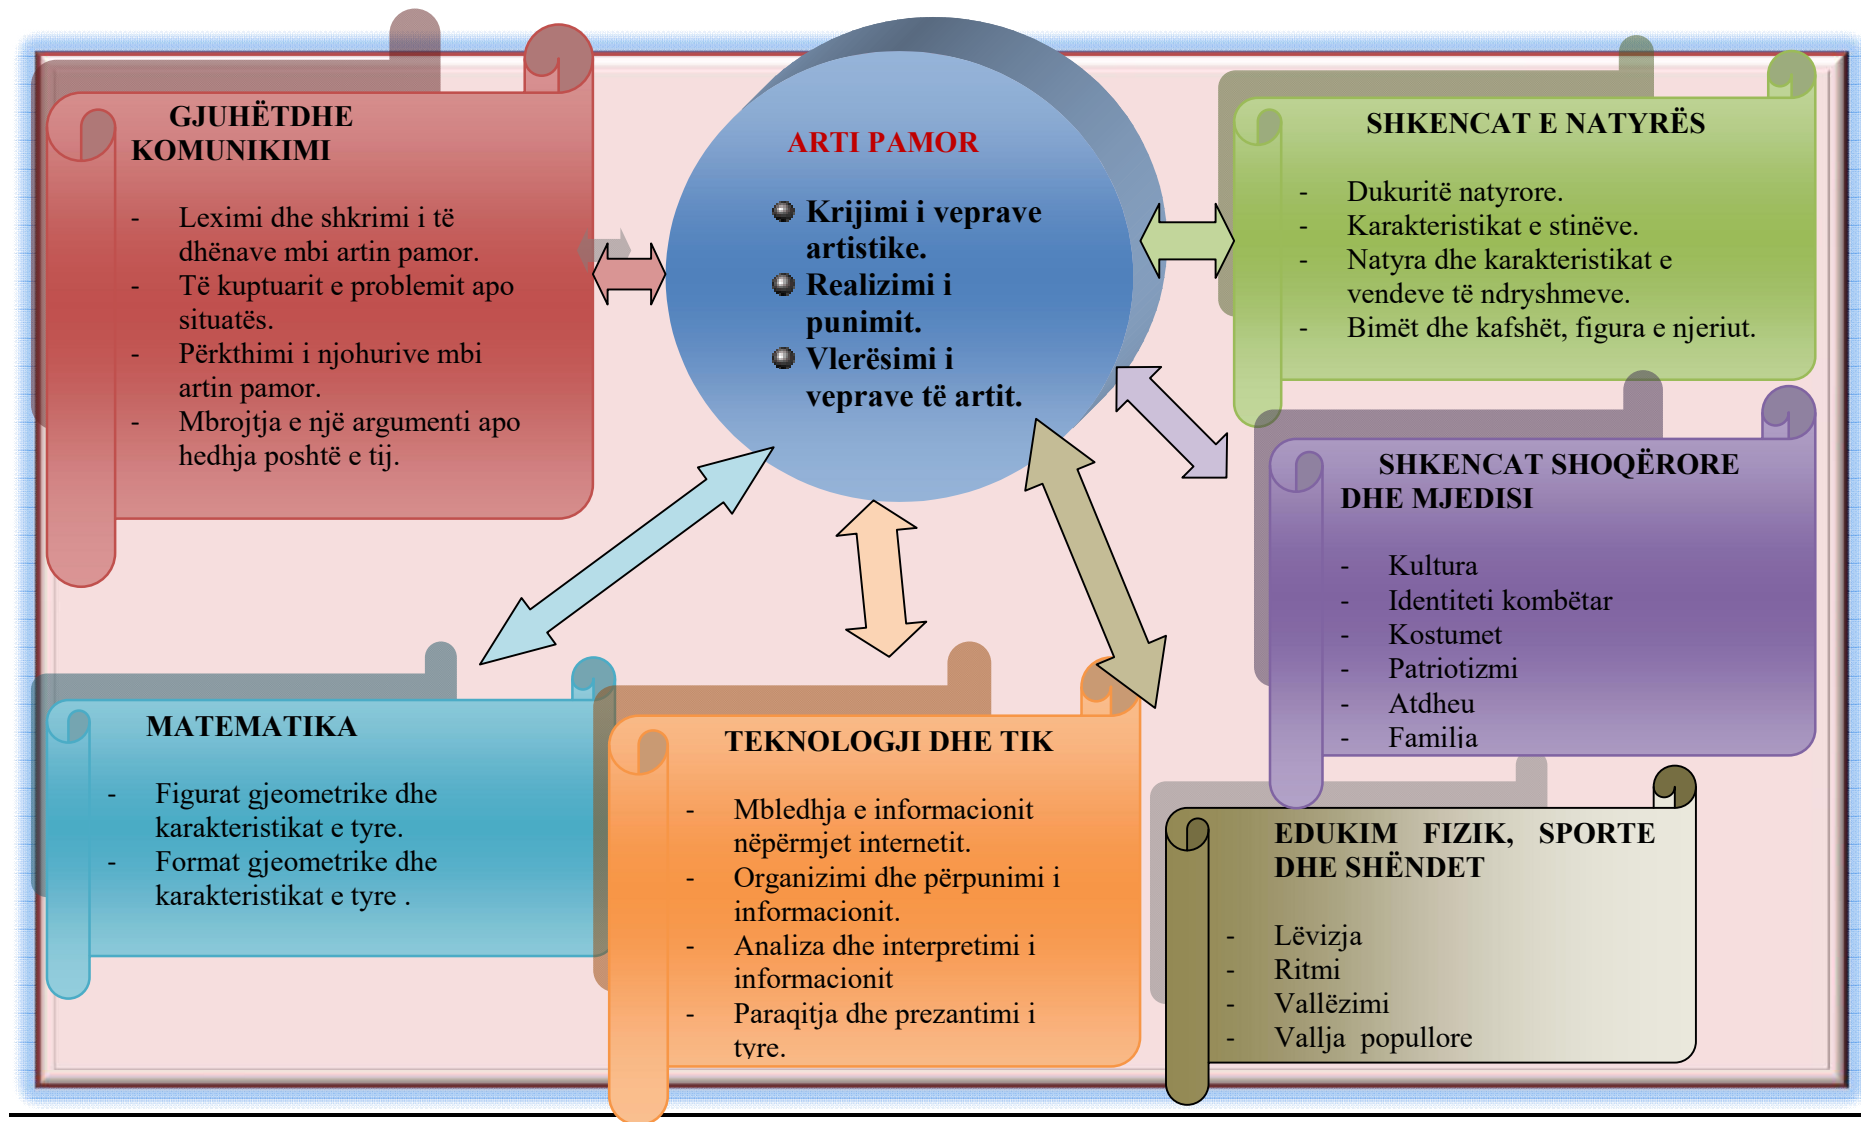 GJUHËTDHE
KOMUNIKIMI
- Leximi dhe shkrimi i të
dhënave mbi artin pamor.
- Të kuptuarit e problemit apo
situatës.
- Përkthimi i njohurive mbi
artin pamor.
- Mbrojtja e një argumenti apo
hedhja poshtë e tij.
ARTI PAMOR
Krijimi i veprave
artistike.
Realizimi i
punimit.
Vlerësimi i
veprave të artit.
SHKENCAT E NATYRËS
- Dukuritë natyrore.
- Karakteristikat e stinëve.
- Natyra dhe karakteristikat e
vendeve të ndryshmeve.
- Bimët dhe kafshët, figura e njeriut.
SHKENCAT SHOQËRORE
DHE MJEDISI
- Kultura
- Identiteti kombëtar
- Kostumet
- Patriotizmi
- Atdheu
- Familja
MATEMATIKA
- Figurat gjeometrike dhe
karakteristikat e tyre.
- Format gjeometrike dhe
karakteristikat e tyre .
TEKNOLOGJI DHE TIK
- Mbledhja e informacionit
nëpërmjet internetit.
- Organizimi dhe përpunimi i
informacionit.
- Analiza dhe interpretimi i
informacionit
- Paraqitja dhe prezantimi i
tyre.
EDUKIM FIZIK, SPORTE
DHE SHËNDET
- Lëvizja
- Ritmi
- Vallëzimi
- Vallja popullore